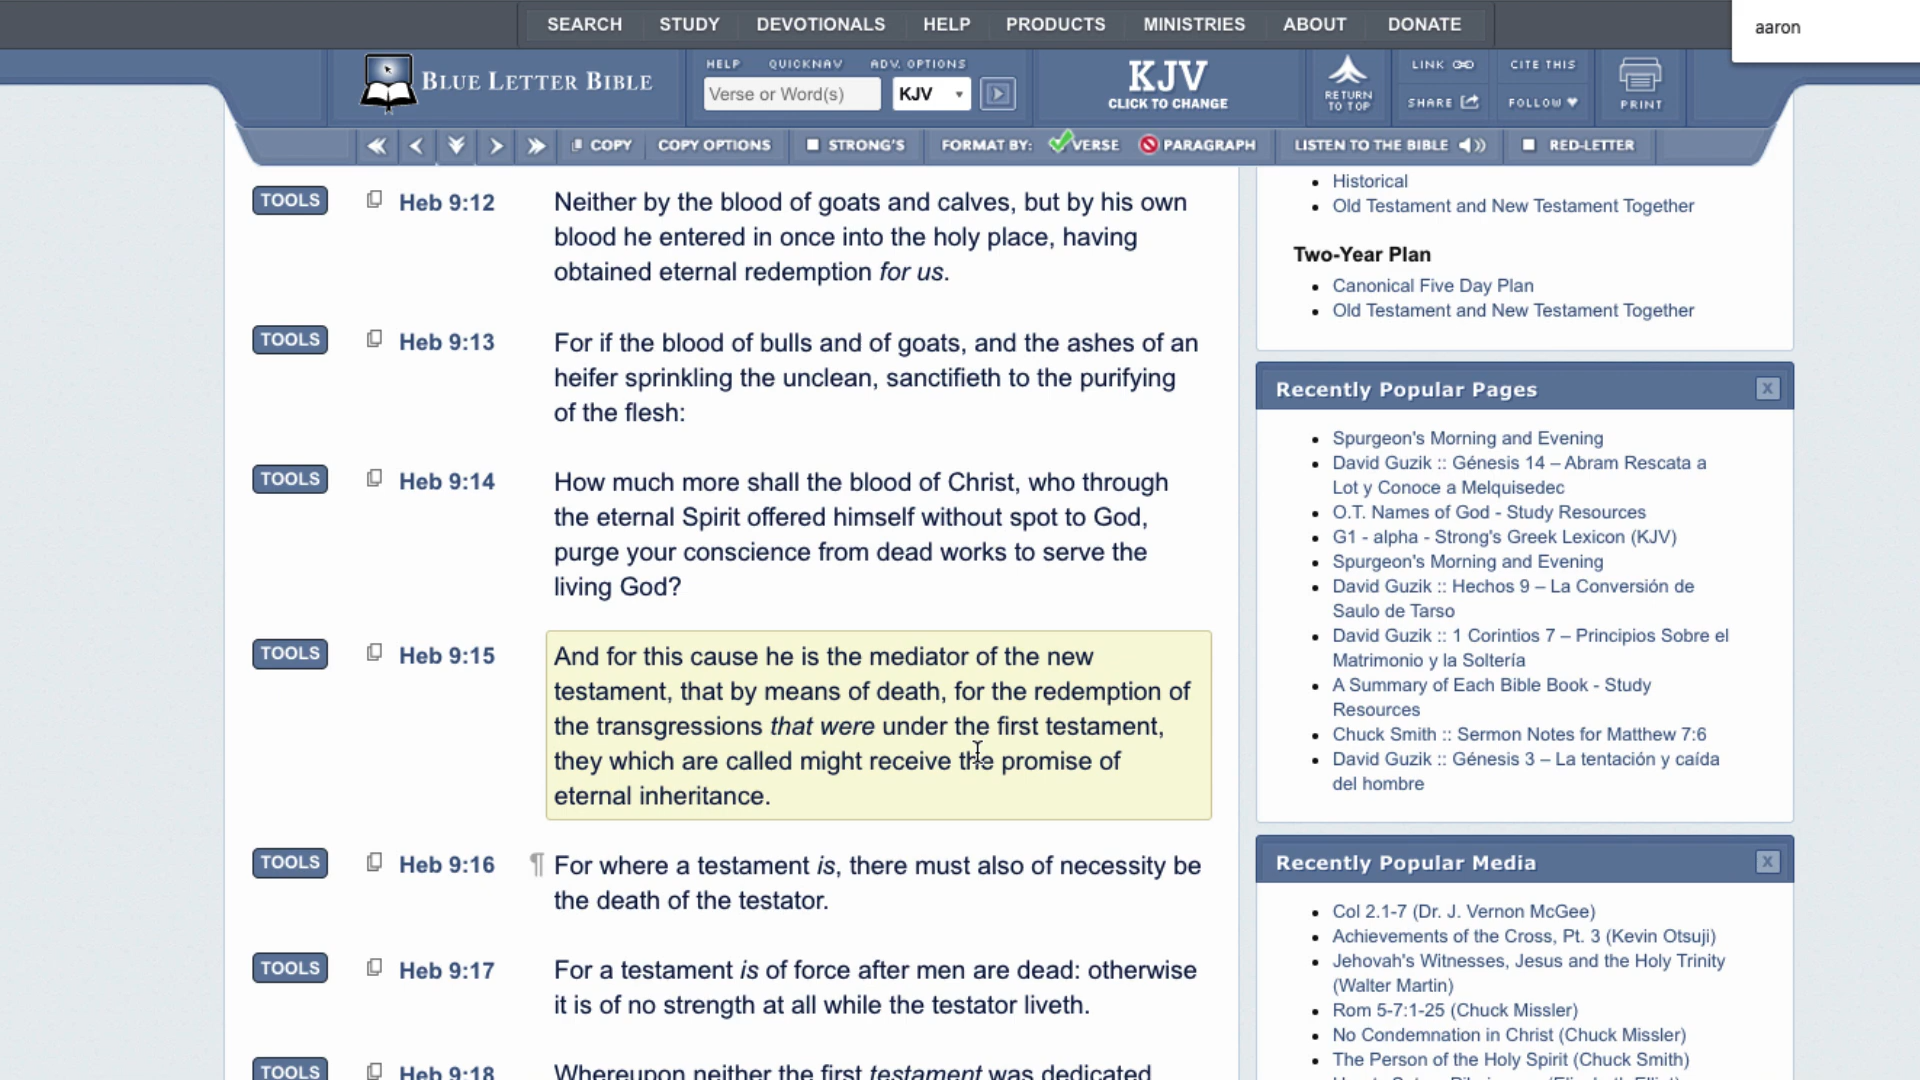 SEARCH STUDY DEVOTIONALS HELP PRODUCTS MINISTRIES ABOUT DONATE
aaron
BLUE LETTER BIBLE
HELP QUICKNAV ADV. OPTIONS
Verse or Word(s) KJV
KJV
CLICK TO CHANGE
RETURN
TO TOP
LINK CITE THIS
SHARE FOLLOW
PRINT
COPY COPY OPTIONS STRONG'S FORMAT BY: VERSE PARAGRAPH LISTEN TO THE BIBLE RED-LETTER
TOOLS Heb 9:12 Neither by the blood of goats and calves, but by his own
blood he entered in once into the holy place, having
obtained eternal redemption for us.
TOOLS Heb 9:13 For if the blood of bulls and of goats, and the ashes of an
heifer sprinkling the unclean, sanctifieth to the purifying
of the flesh:
TOOLS Heb 9:14 How much more shall the blood of Christ, who through
the eternal Spirit offered himself without spot to God,
purge your conscience from dead works to serve the
living God?
TOOLS Heb 9:15 And for this cause he is the mediator of the new
testament, that by means of death, for the redemption of
the transgressions that were under the first testament,
they which are called might receive the promise of
eternal inheritance.
TOOLS Heb 9:16 ¶ For where a testament is, there must also of necessity be
the death of the testator.
TOOLS Heb 9:17 For a testament is of force after men are dead: otherwise
it is of no strength at all while the testator liveth.
TOOLS Heb 9:18 Whereupon neither the first testament was dedicated
Historical
Old Testament and New Testament Together
Two-Year Plan
Canonical Five Day Plan
Old Testament and New Testament Together
Recently Popular Pages X
Spurgeon's Morning and Evening
David Guzik :: Génesis 14 – Abram Rescata a
Lot y Conoce a Melquisedec
O.T. Names of God - Study Resources
G1 - alpha - Strong's Greek Lexicon (KJV)
Spurgeon's Morning and Evening
David Guzik :: Hechos 9 – La Conversión de
Saulo de Tarso
David Guzik :: 1 Corintios 7 – Principios Sobre el
Matrimonio y la Soltería
A Summary of Each Bible Book - Study
Resources
Chuck Smith :: Sermon Notes for Matthew 7:6
David Guzik :: Génesis 3 – La tentación y caída
del hombre
Recently Popular Media X
Col 2.1-7 (Dr. J. Vernon McGee)
Achievements of the Cross, Pt. 3 (Kevin Otsuji)
Jehovah's Witnesses, Jesus and the Holy Trinity
(Walter Martin)
Rom 5-7:1-25 (Chuck Missler)
No Condemnation in Christ (Chuck Missler)
The Person of the Holy Spirit (Chuck Smith)